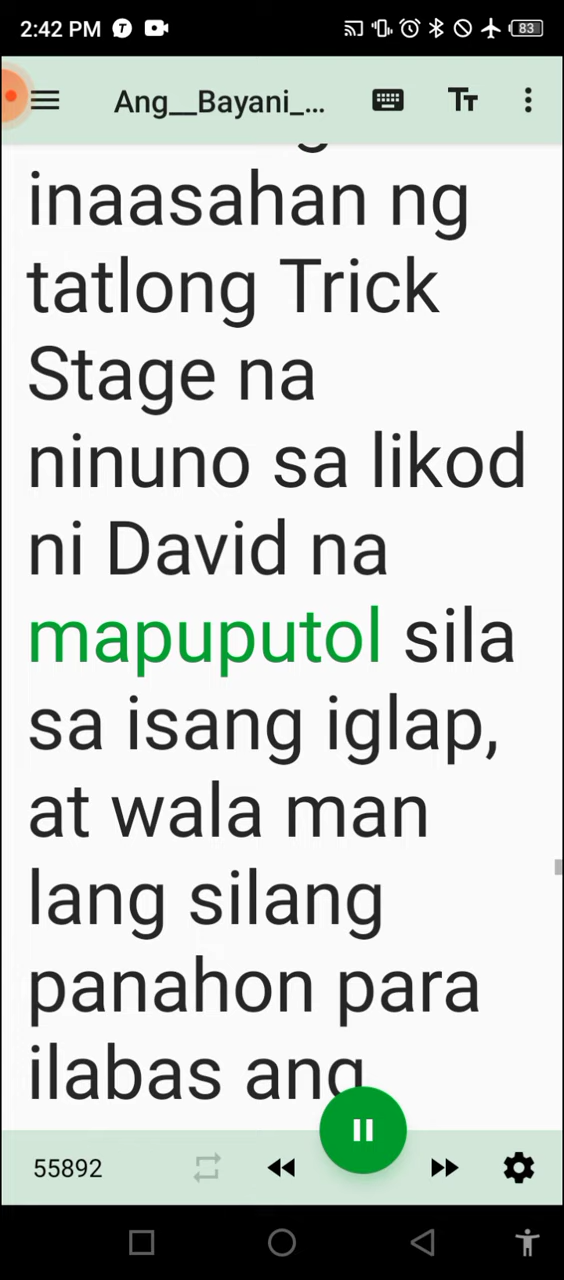 2:42 PM
83
Ang__Bayani_...
inaasahan ng
tatlong Trick
Stage na
ninuno sa likod
ni David na
mapuputol sila
sa isang iglap,
at wala man
lang silang
panahon para
ilabas ang
55892